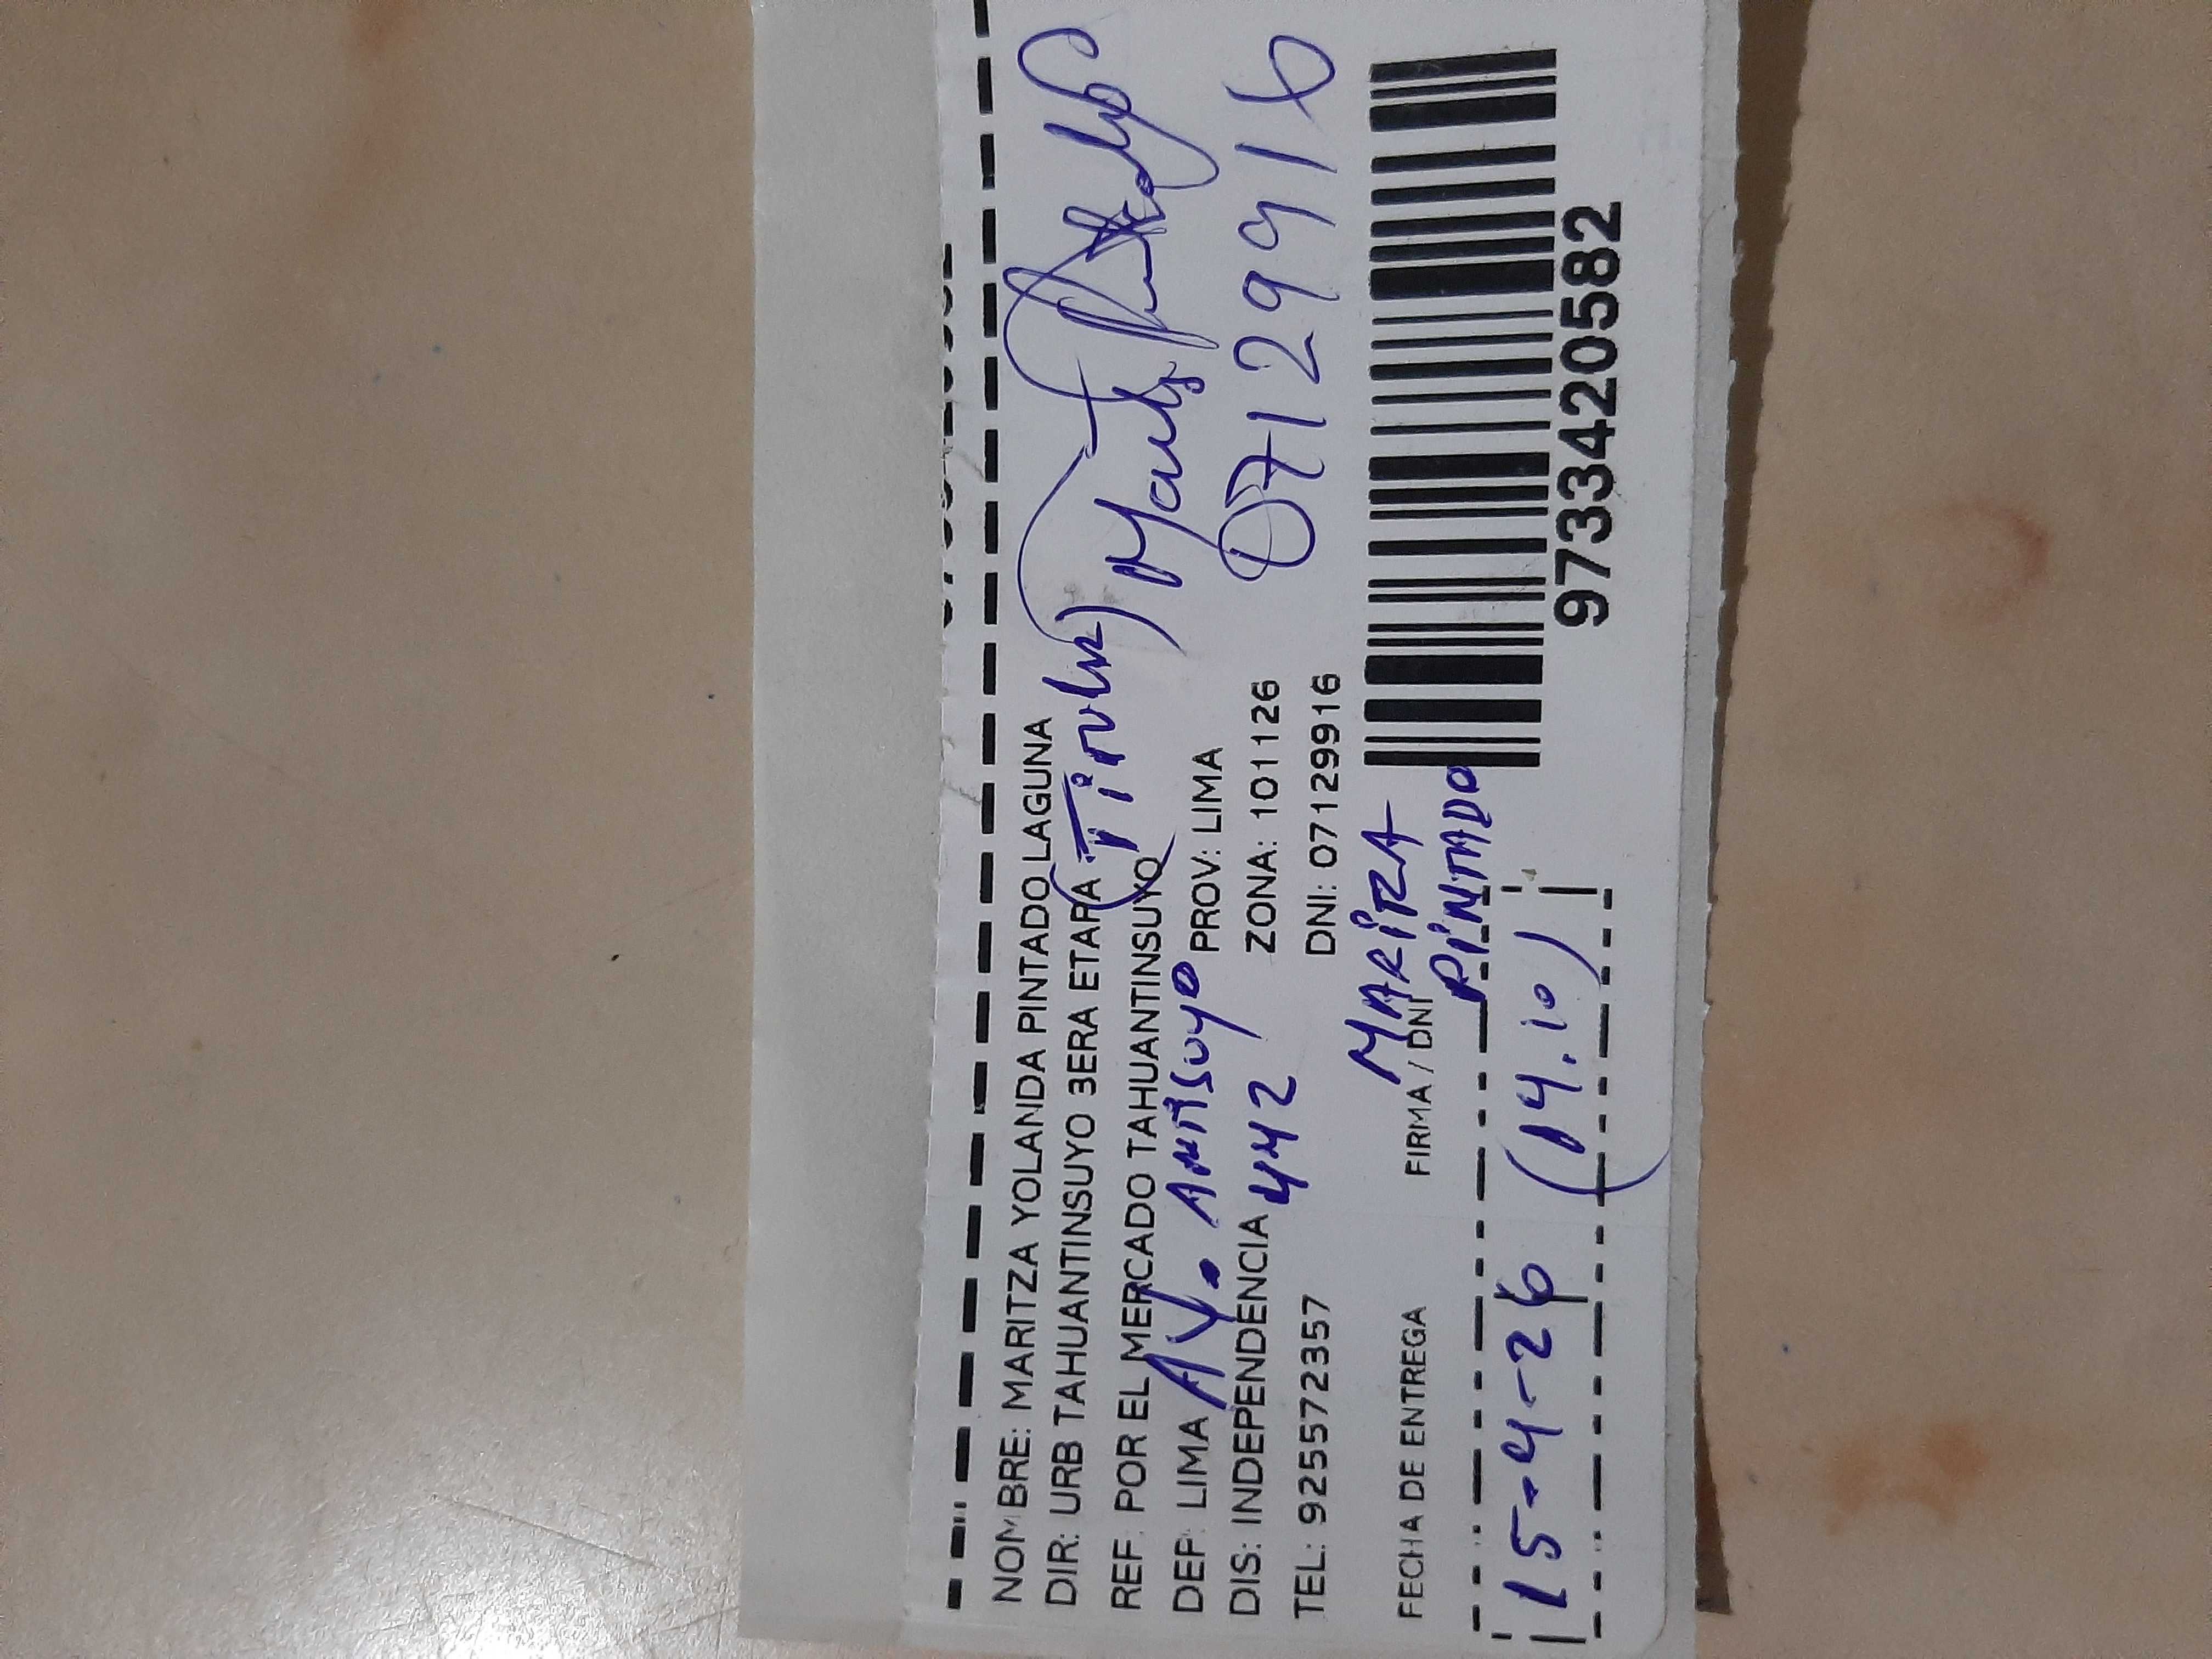 NOMBRE: MARITZA YOLANDA PINTADO LAGUNA
DIR: URB TAHUANTINSUYO 3ERA ETAPA
(Titular)
REF: POR EL MERCADO TAHUANTINSUYO
DEP: LIMA PROV: LIMA
AV. ANTISUYO
442
DIS: INDEPENDENCIA ZONA: 101126
TEL: 925572357 DNI: 07129916
07129916
FECHA DE ENTREGA FIRMA / DNI
MARITZA
PINTADO
15-4-26 (14.10)
9733420582